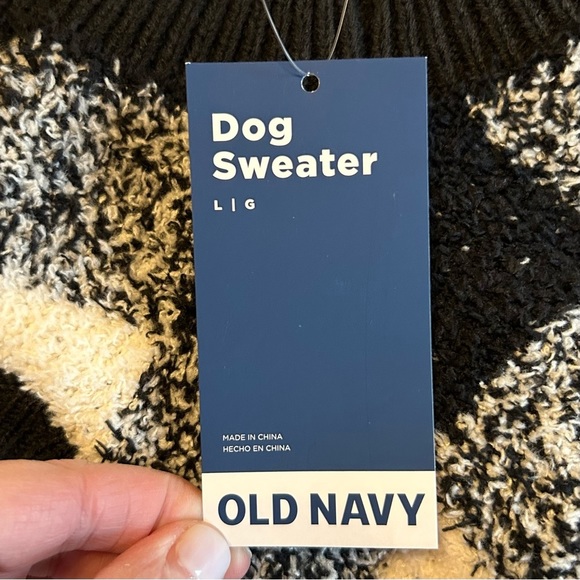 Dog
Sweater
L | G
MADE IN CHINA
HECHO EN CHINA
OLD NAVY